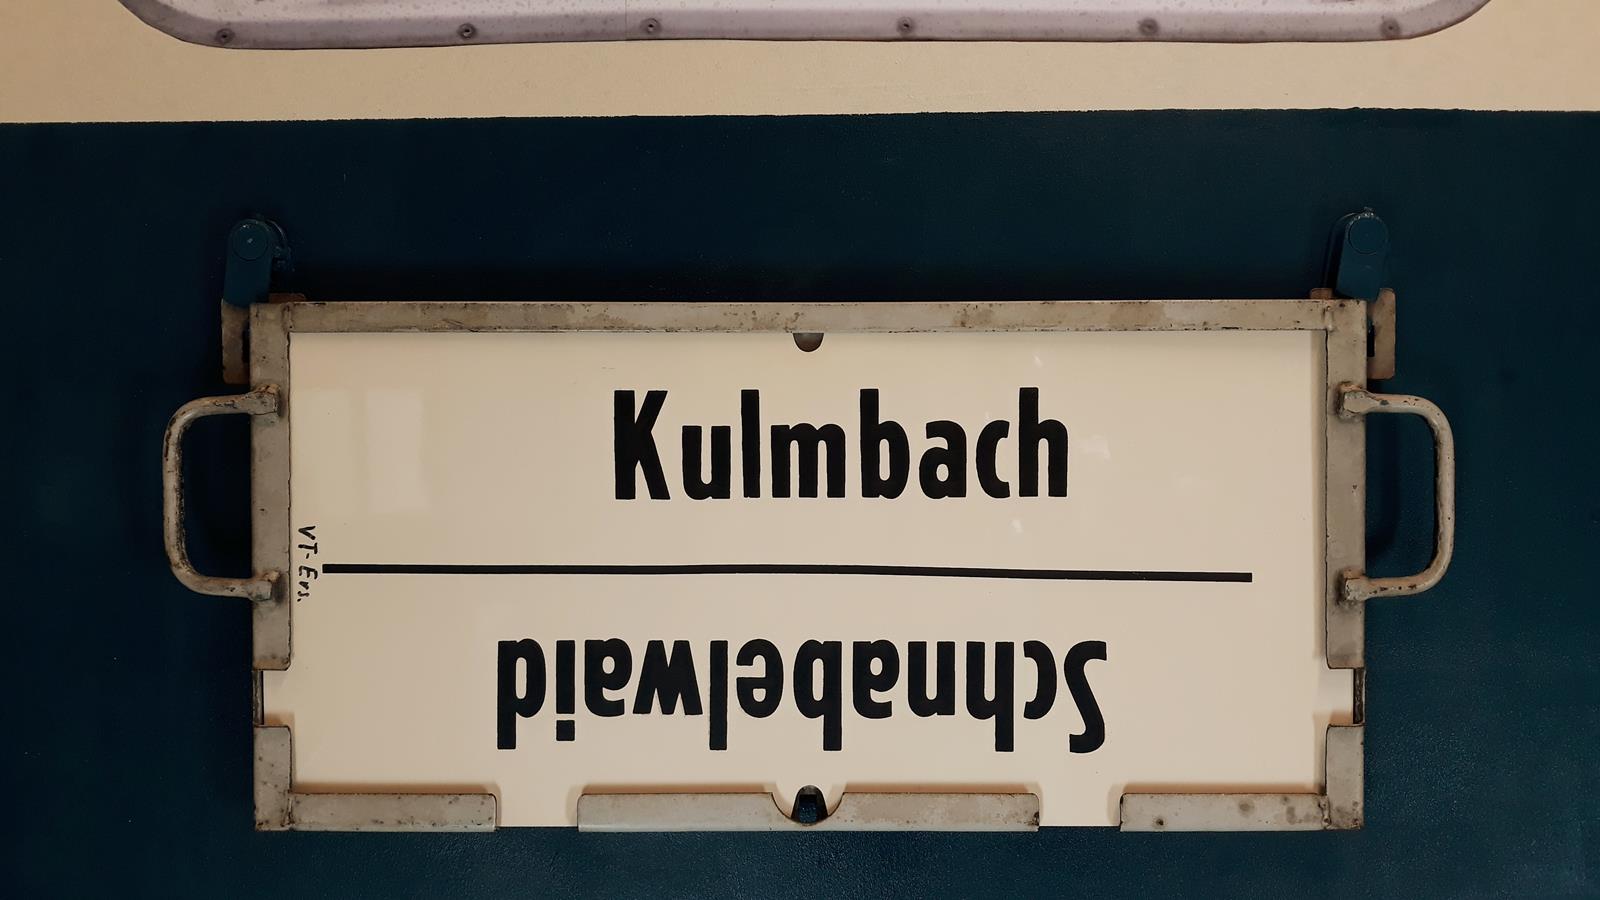 Kulmbach
VT-Ers.
Schnabelwaid